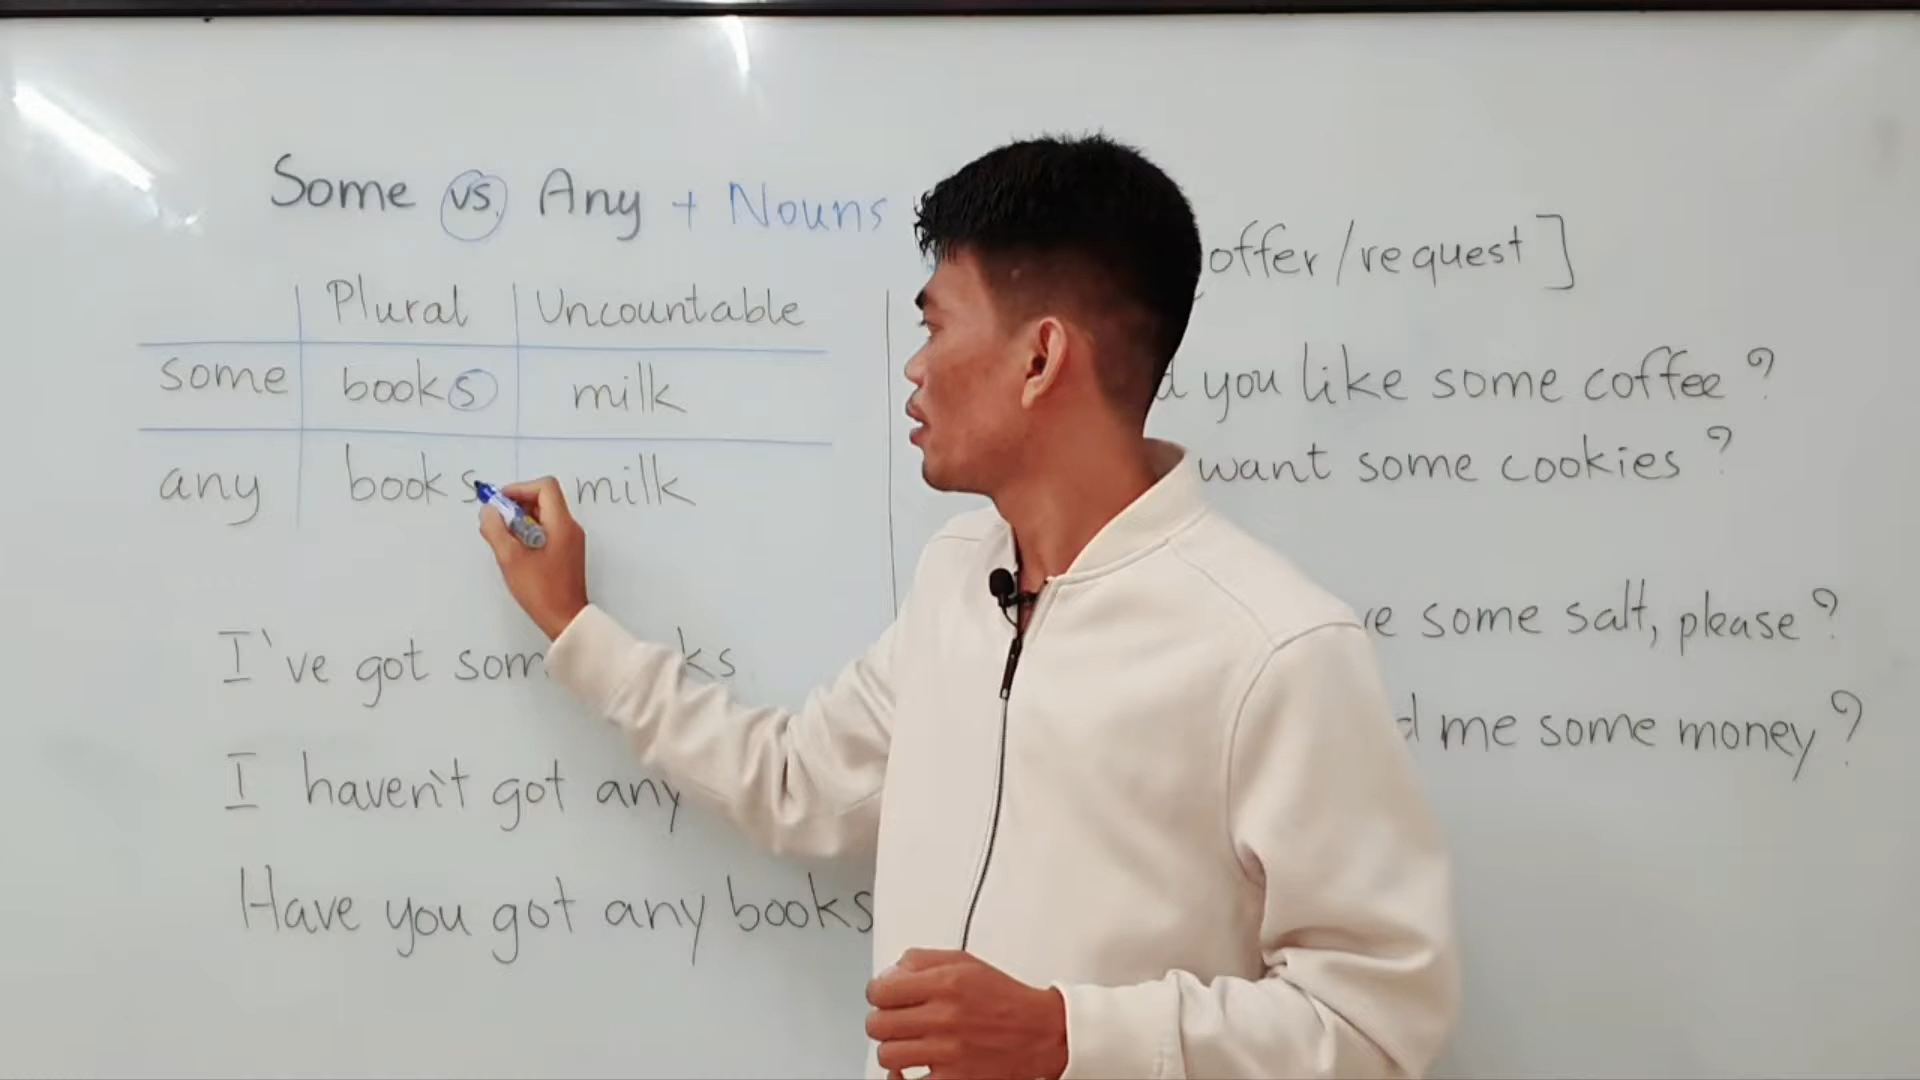 Some vs. Any + Nouns
Plural Uncountable
some books milk
any books milk
I've got
I haven't got any
Have you got any books
offer/request]
you like some coffee?
want some cookies?
some salt, please?
me some money?